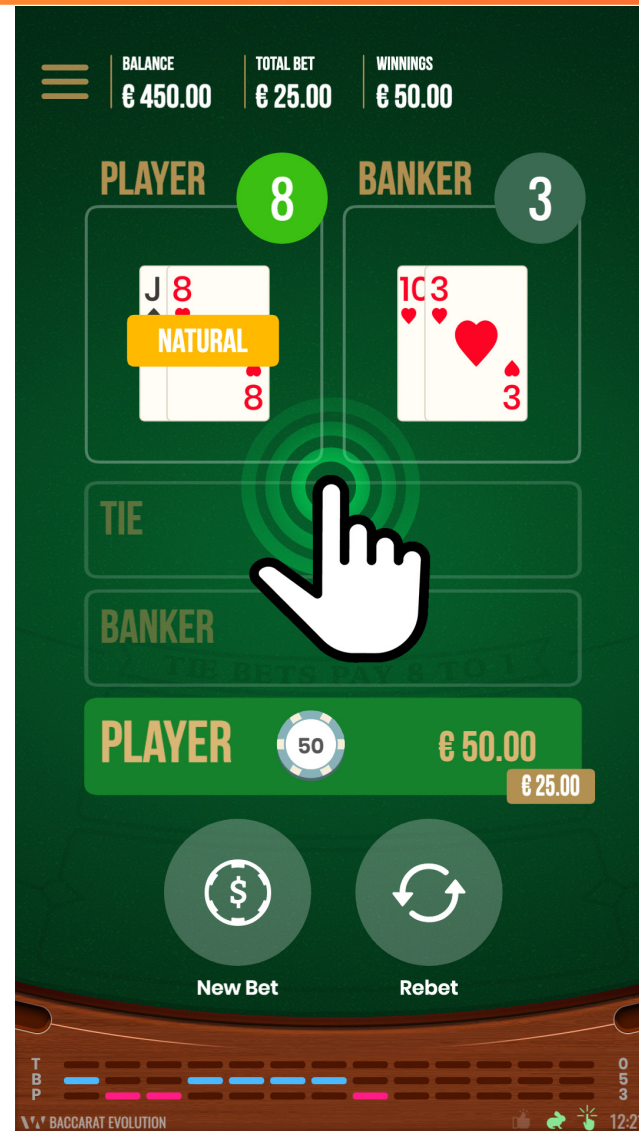 BALANCE TOTAL BET WINNINGS
€ 450.00 € 25.00 € 50.00
PLAYER 8 BANKER 3
J 8 10 3
NATURAL
8 3
TIE
BANKER
TIE BETS PAY 8 TO 1
PLAYER 50 € 50.00
€ 25.00
$
New Bet Rebet
T 0
B 5
P 3
BACCARAT EVOLUTION